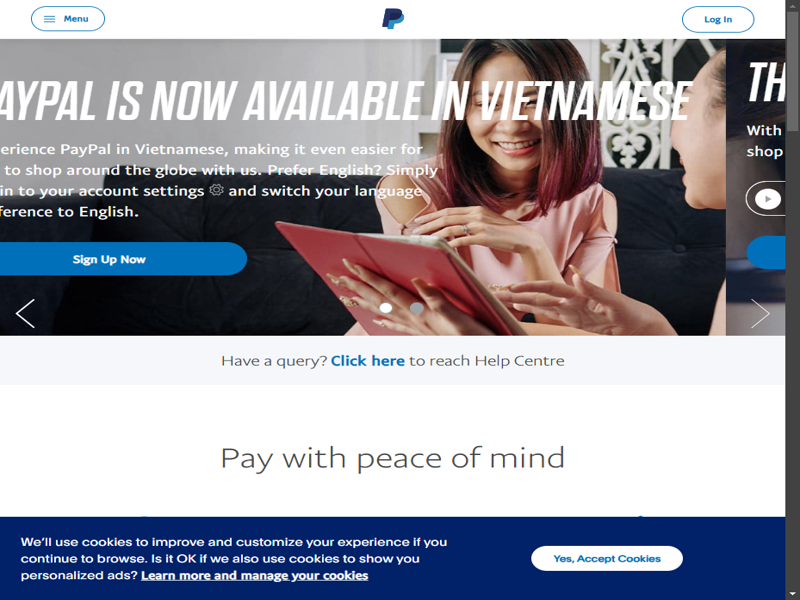 Menu
Log In
AYPAL IS NOW AVAILABLE IN VIETNAMESE
erience PayPal in Vietnamese, making it even easier for
to shop around the globe with us. Prefer English? Simply
in to your account settings and switch your language
ference to English.
Sign Up Now
TH
With
shop
Have a query? Click here to reach Help Centre
Pay with peace of mind
We'll use cookies to improve and customize your experience if you
continue to browse. Is it OK if we also use cookies to show you
personalized ads? Learn more and manage your cookies
Yes, Accept Cookies